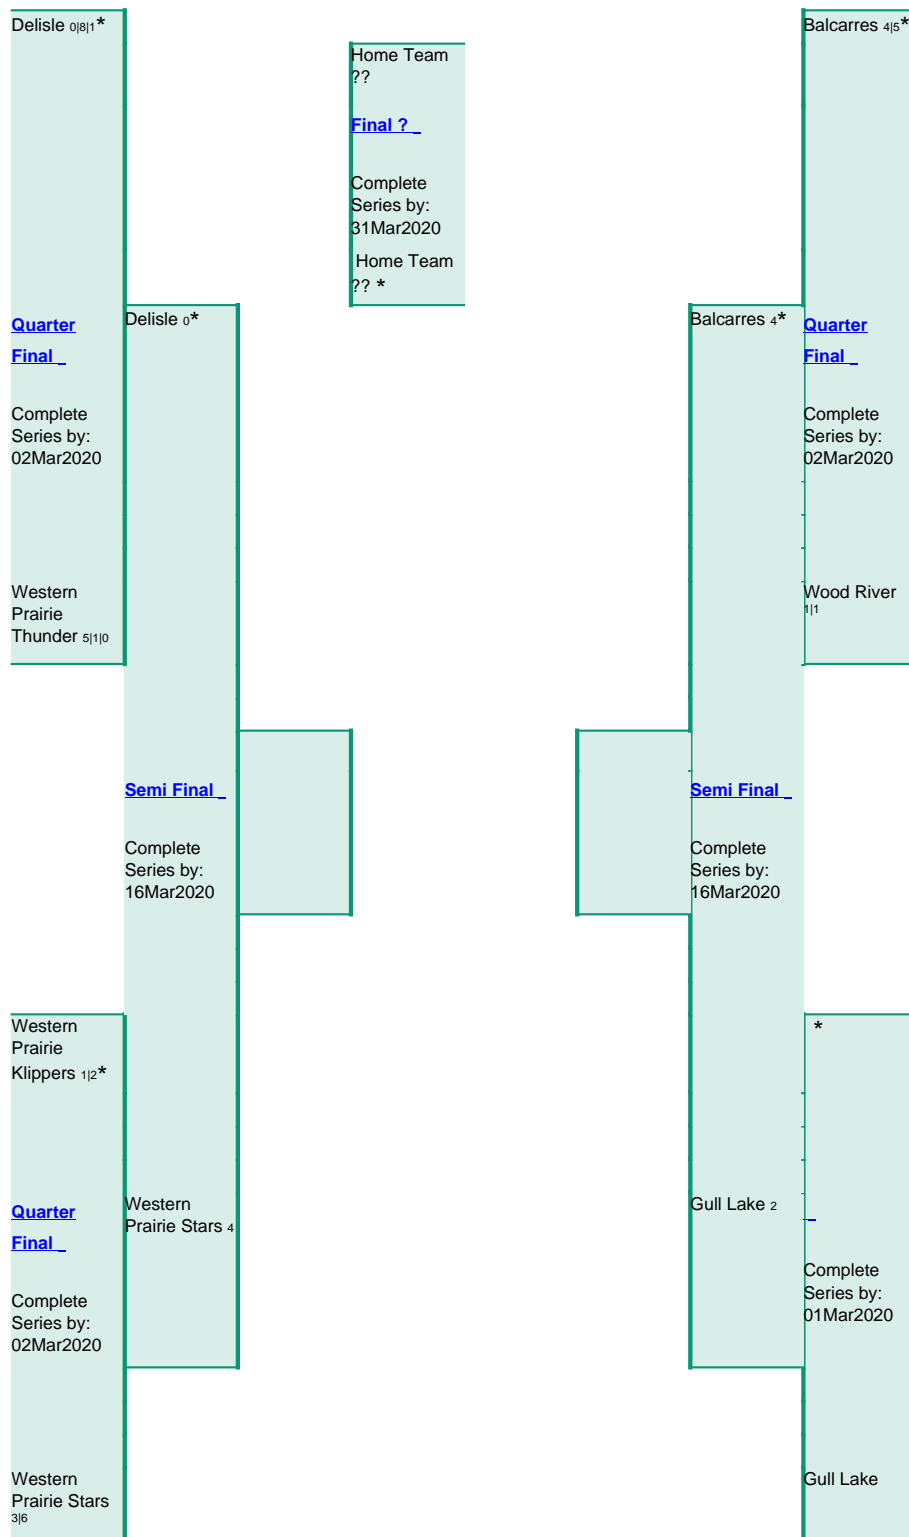 Delisle 0|8|1*
Quarter
Final _
Complete
Series by:
02Mar2020
Western
Prairie
Thunder 5|1|0
Western
Prairie
Klippers 1|2*
Quarter
Final _
Complete
Series by:
02Mar2020
Western
Prairie Stars
3|6
Delisle 0*
Semi Final _
Complete
Series by:
16Mar2020
Western
Prairie Stars 4
Home Team
??
Final ? _
Complete
Series by:
31Mar2020
Home Team
?? *
Balcarres 4*
Semi Final _
Complete
Series by:
16Mar2020
Gull Lake 2
Balcarres 4|5*
Quarter
Final _
Complete
Series by:
02Mar2020
Wood River
1|1
*
_
Complete
Series by:
01Mar2020
Gull Lake